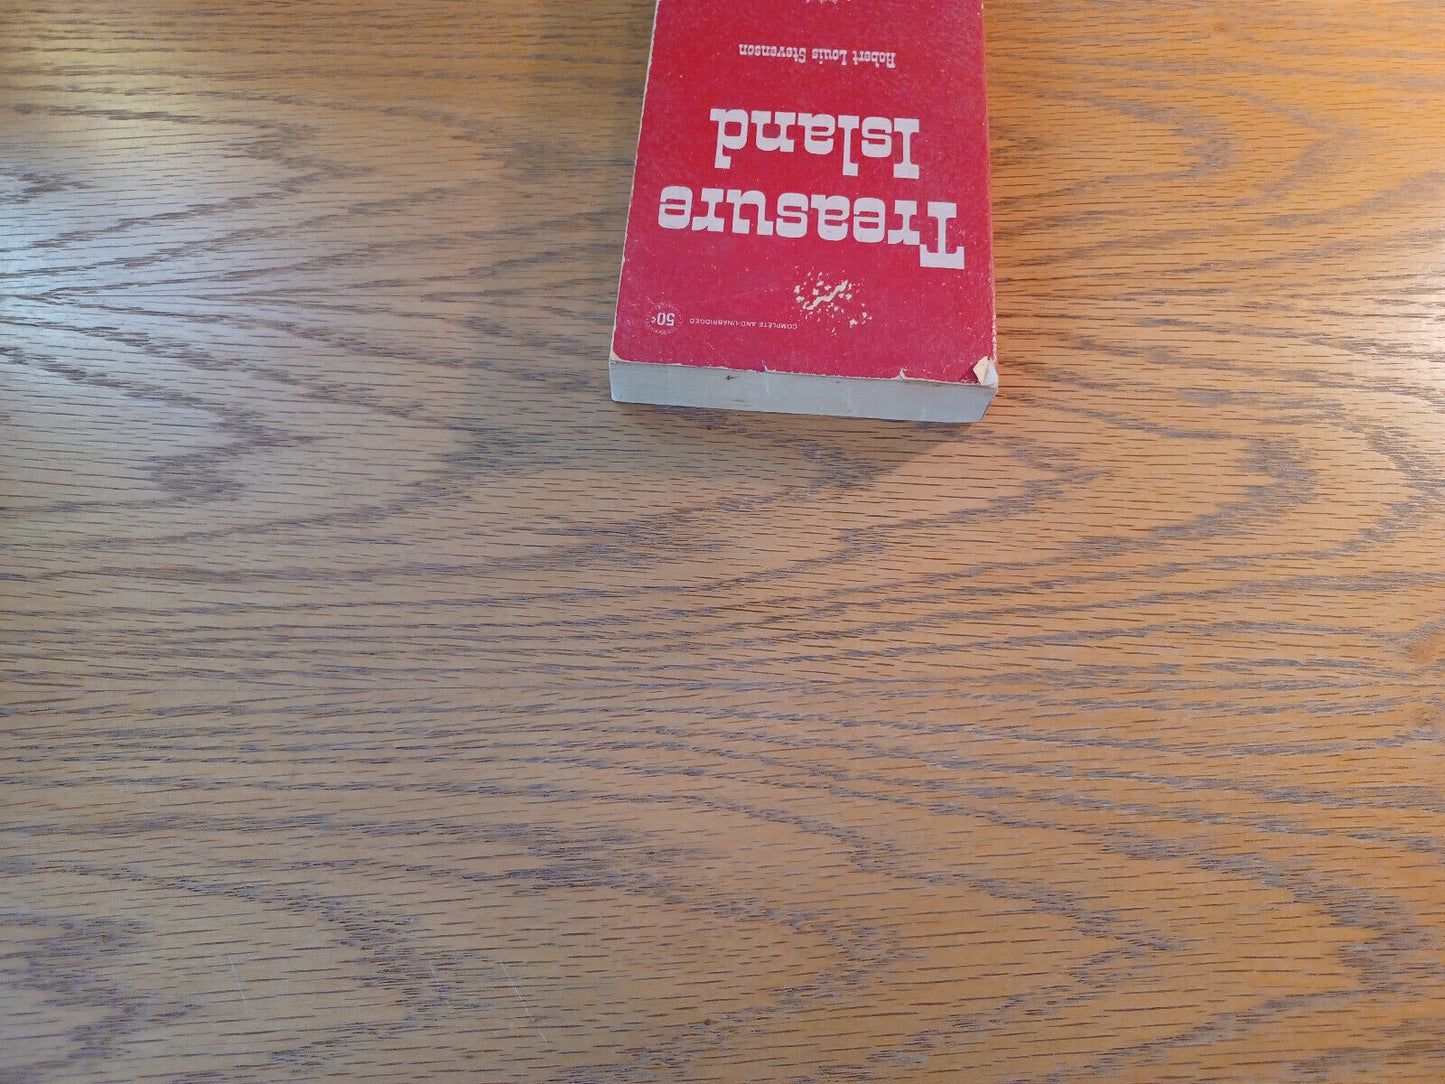 50¢
COMPLETE AND UNABRIDGED
Treasure
Island
Robert Louis Stevenson